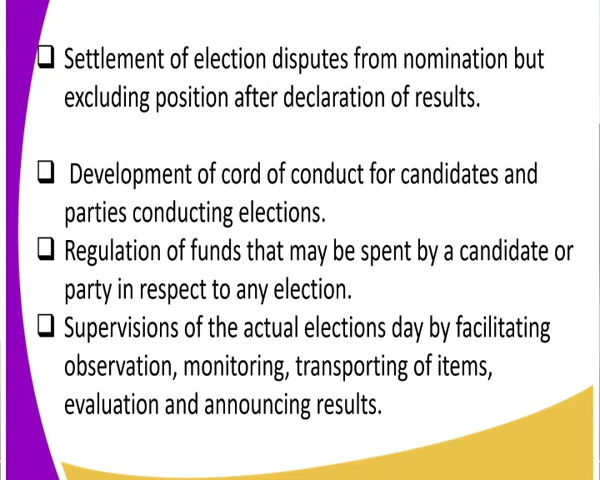 ❑ Settlement of election disputes from nomination but
excluding position after declaration of results.
❑ Development of cord of conduct for candidates and
parties conducting elections.
❑ Regulation of funds that may be spent by a candidate or
party in respect to any election.
❑ Supervisions of the actual elections day by facilitating
observation, monitoring, transporting of items,
evaluation and announcing results.